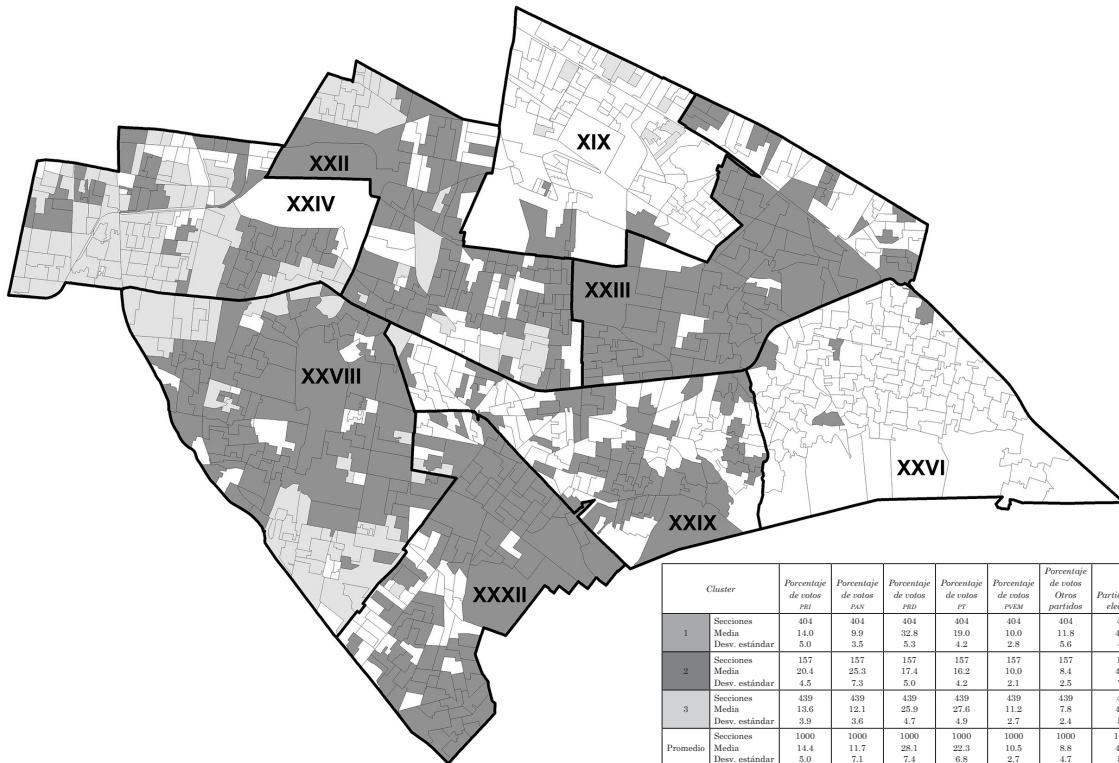 XIX
XXII
XXIV
XXIII
XXVIII
XXVI
XXIX
XXXII
Cluster Porcentaje de votos PRI Porcentaje de votos PAN Porcentaje de votos PRD Porcentaje de votos PT Porcentaje de votos PVEM Porcentaje de votos Otros partidos
1 Secciones 404 404 404 404 404 404
Media 14.0 9.9 32.8 19.0 10.0 11.8
Desv. estándar 5.0 3.5 5.3 4.2 2.8 5.6
2 Secciones 157 157 157 157 157 157
Media 20.4 25.3 17.4 16.2 10.0 8.4
Desv. estándar 4.5 7.3 5.0 4.2 2.1 2.5
3 Secciones 439 439 439 439 439 439
Media 13.6 12.1 25.9 27.6 11.2 7.8
Desv. estándar 3.9 3.6 4.7 4.9 2.7 2.4
Promedio Secciones 1000 1000 1000 1000 1000 1000
Media 14.4 11.7 28.1 22.3 10.5 8.8
Desv. estándar 5.0 7.1 7.4 6.8 2.7 4.7